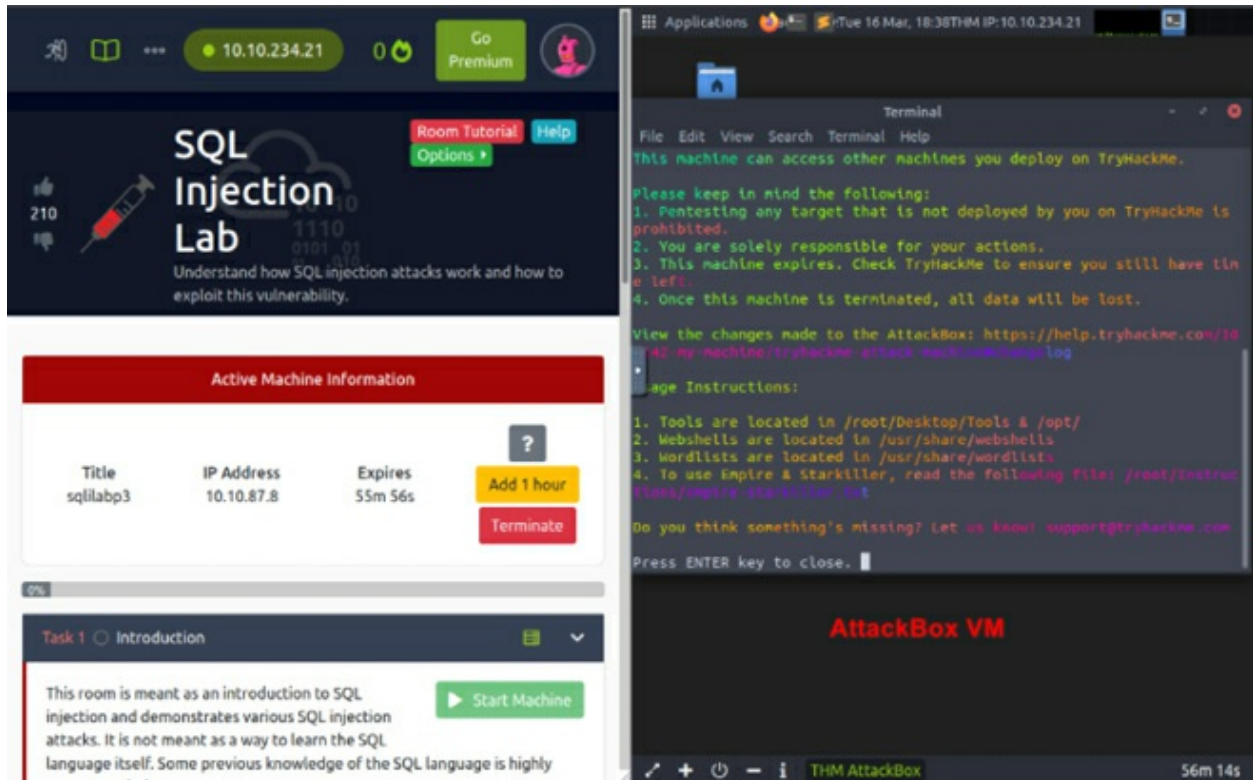 10.10.234.21
0
Go
Premium
SQL
Injection
Lab
Room Tutorial
Help
Options
210
1110
0101 01
Understand how SQL injection attacks work and how to
exploit this vulnerability.
Active Machine Information
?
Title
IP Address
Expires
sqlilabp3
10.10.87.8
55m 56s
Add 1 hour
Terminate
0%
Task 1
Introduction
This room is meant as an introduction to SQL
injection and demonstrates various SQL injection
attacks. It is not meant as a way to learn the SQL
language itself. Some previous knowledge of the SQL language is highly
Start Machine
Applications
Tue 16 Mar, 18:38
THM IP:10.10.234.21
Terminal
File Edit View Search Terminal Help
This machine can access other machines you deploy on TryHackMe.
Please keep in mind the following:
1. Pentesting any target that is not deployed by you on TryHackMe is
prohibited.
2. You are solely responsible for your actions.
3. This machine expires. Check TryHackMe to ensure you still have tim
e left.
4. Once this machine is terminated, all data will be lost.
View the changes made to the AttackBox: https://help.tryhackme.com/
my-machine/tryhackme-attack-
log
age Instructions:
1. Tools are located in /root/Desktop/Tools & /opt/
2. Webshells are located in /usr/share/webshells
3. Wordlists are located in /usr/share/wordlists
4. To use Empire & Starkiller, read the following file: /root/Instruc
tions/empire-starkiller.txt
Do you think something's missing? Let us know! support@tryhackme.com
Press ENTER key to close.
AttackBox VM
THM AttackBox
56m 14s